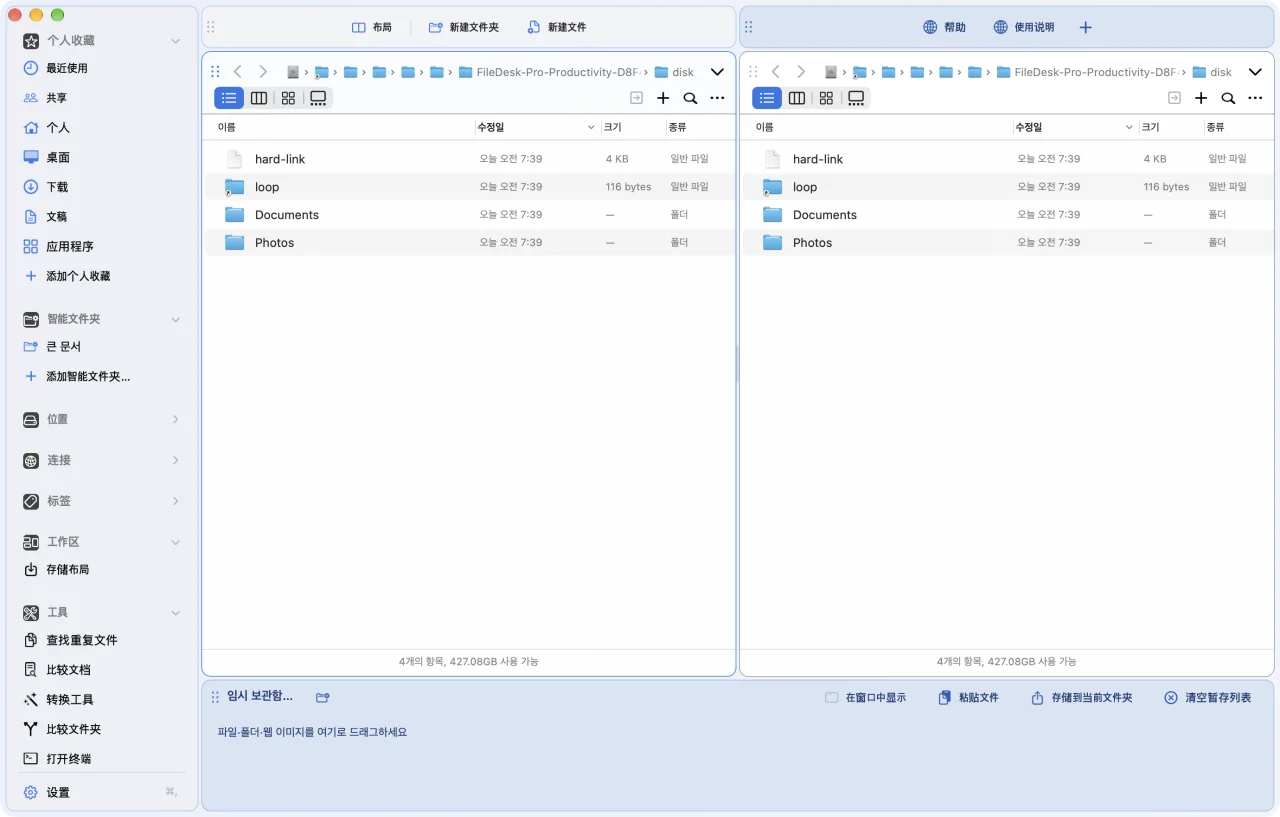 个人收藏
最近使用
共享
个人
桌面
下载
文稿
应用程序
添加个人收藏
智能文件夹
큰 문서
添加智能文件夹...
位置
连接
标签
工作区
存储布局
工具
查找重复文件
比较文档
转换工具
比较文件夹
打开终端
设置 ⌘,
布局 新建文件夹 新建文件
FileDesk-Pro-Productivity-D8F › disk
이름 수정일 크기 종류
hard-link 오늘 오전 7:39 4 KB 일반 파일
loop 오늘 오전 7:39 116 bytes 일반 파일
Documents 오늘 오전 7:39 — 폴더
Photos 오늘 오전 7:39 — 폴더
4개의 항목, 427.08GB 사용 가능
帮助 使用说明
FileDesk-Pro-Productivity-D8F › disk
이름 수정일 크기 종류
hard-link 오늘 오전 7:39 4 KB 일반 파일
loop 오늘 오전 7:39 116 bytes 일반 파일
Documents 오늘 오전 7:39 — 폴더
Photos 오늘 오전 7:39 — 폴더
4개의 항목, 427.08GB 사용 가능
임시 보관함... 在窗口中显示 粘贴文件 存储到当前文件夹 清空暂存列表
파일·폴더·웹 이미지를 여기로 드래그하세요